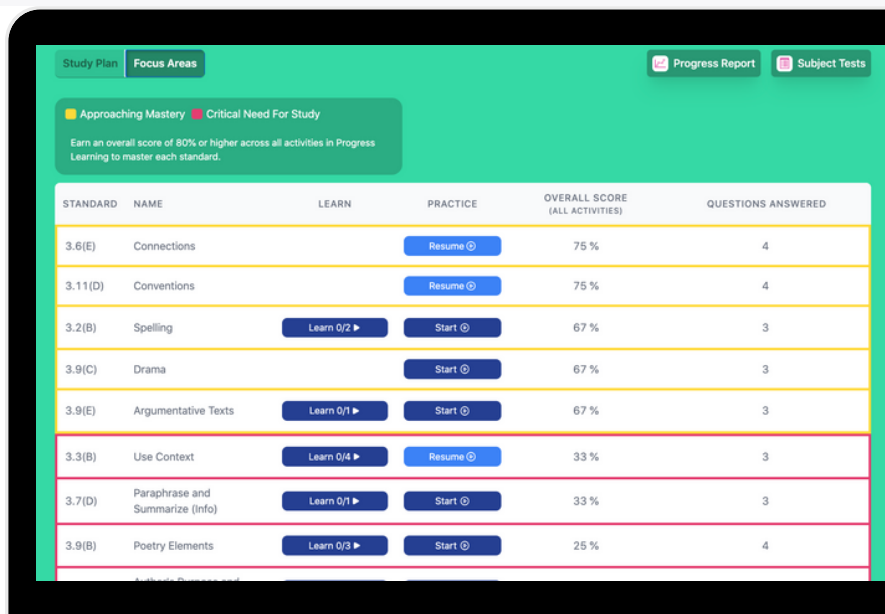 Study Plan Focus Areas Progress Report Subject Tests
Approaching Mastery Critical Need For Study
Earn an overall score of 80% or higher across all activities in Progress
Learning to master each standard.
STANDARD NAME LEARN PRACTICE OVERALL SCORE (ALL ACTIVITIES) QUESTIONS ANSWERED
3.6(E) Connections Resume 75 % 4
3.11(D) Conventions Resume 75 % 4
3.2(B) Spelling Learn 0/2 Start 67 % 3
3.9(C) Drama Start 67 % 3
3.9(E) Argumentative Texts Learn 0/1 Start 67 % 3
3.3(B) Use Context Learn 0/4 Resume 33 % 3
3.7(D) Paraphrase and Summarize (Info) Learn 0/1 Start 33 % 3
3.9(B) Poetry Elements Learn 0/3 Start 25 % 4
Author's Purpose and